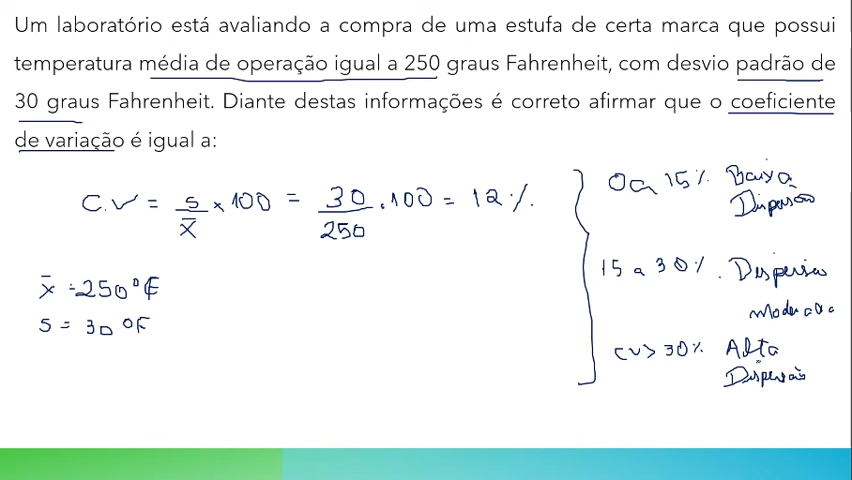 Um laboratório está avaliando a compra de uma estufa de certa marca que possui
temperatura média de operação igual a 250 graus Fahrenheit, com desvio padrão de
30 graus Fahrenheit. Diante destas informações é correto afirmar que o coeficiente
de variação é igual a:
C.V = s/x̄ × 100 = 30/250 . 100 = 12%.
x̄ = 250°F
S = 30°F
0 a 15% Baixa
Dispersão
15 a 30%. Dispersão
moderada
CV > 30% Alta
Dispersão